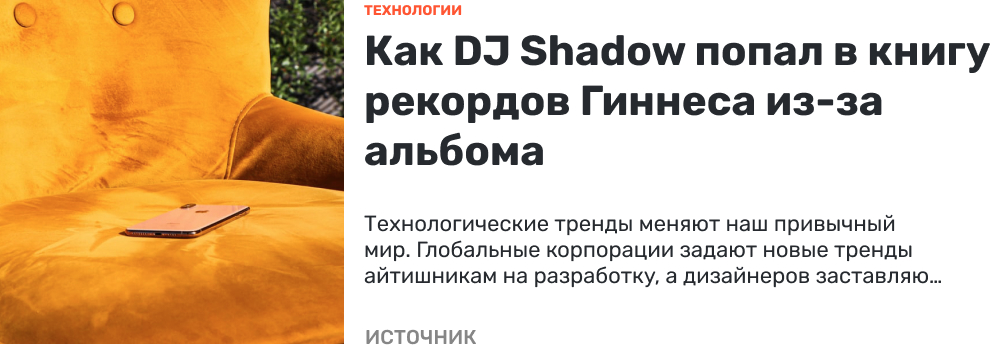 ТЕХНОЛОГИИ
Как DJ Shadow попал в книгу
рекордов Гиннеса из-за
альбома
Технологические тренды меняют наш привычный
мир. Глобальные корпорации задают новые тренды
айтишникам на разработку, а дизайнеров заставляю…
ИСТОЧНИК